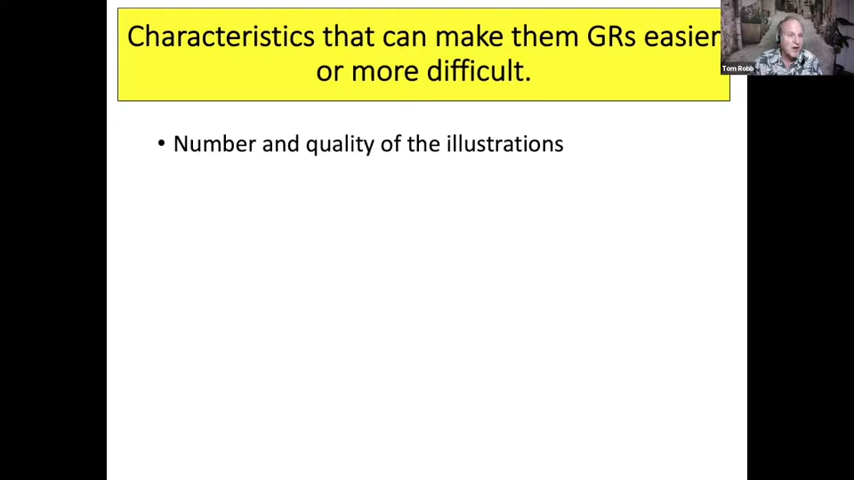 Characteristics that can make them GRs easier
or more difficult.
• Number and quality of the illustrations
Tom Robb